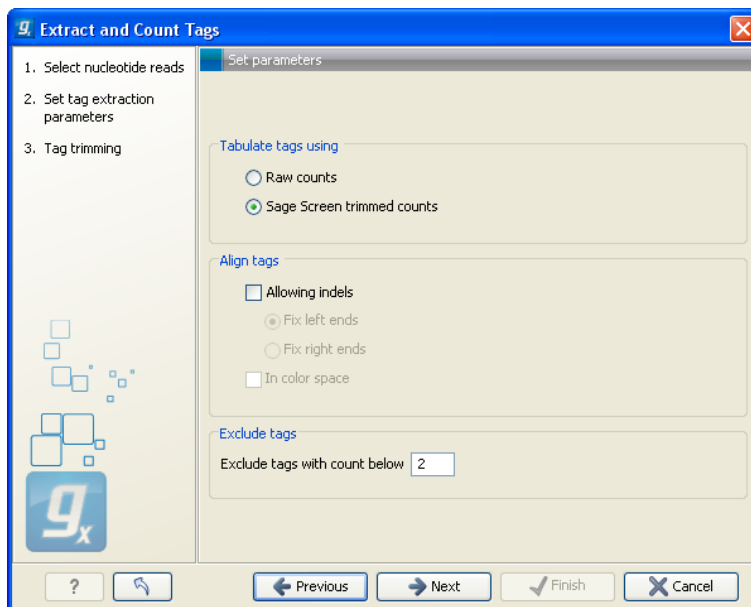 Extract and Count Tags
1. Select nucleotide reads
2. Set tag extraction
parameters
3. Tag trimming
Set parameters
Tabulate tags using
Raw counts
Sage Screen trimmed counts
Align tags
Allowing indels
Fix left ends
Fix right ends
In color space
Exclude tags
Exclude tags with count below 2
gx
? Previous Next Finish Cancel